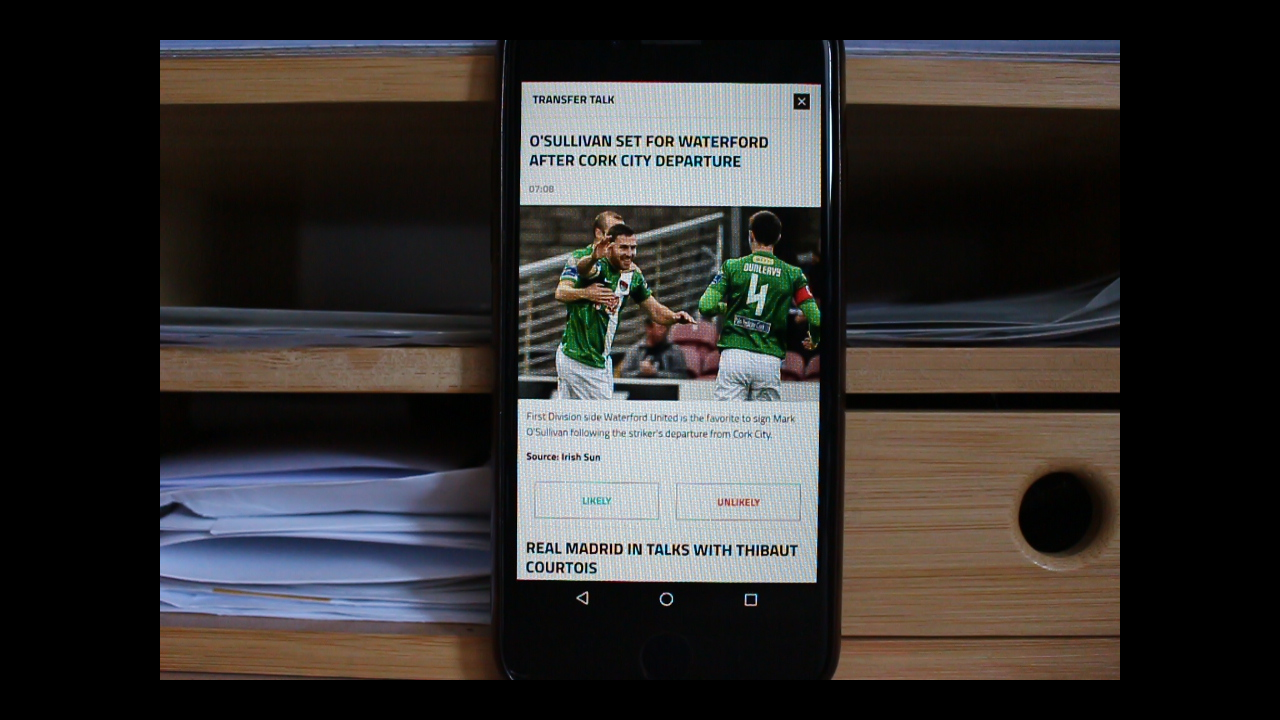 TRANSFER TALK
O'SULLIVAN SET FOR WATERFORD
AFTER CORK CITY DEPARTURE
07:08
DUNLEAVY
4
First Division side Waterford United is the favorite to sign Mark
O'Sullivan following the striker's departure from Cork City.
Source: Irish Sun
LIKELY
UNLIKELY
REAL MADRID IN TALKS WITH THIBAUT
COURTOIS